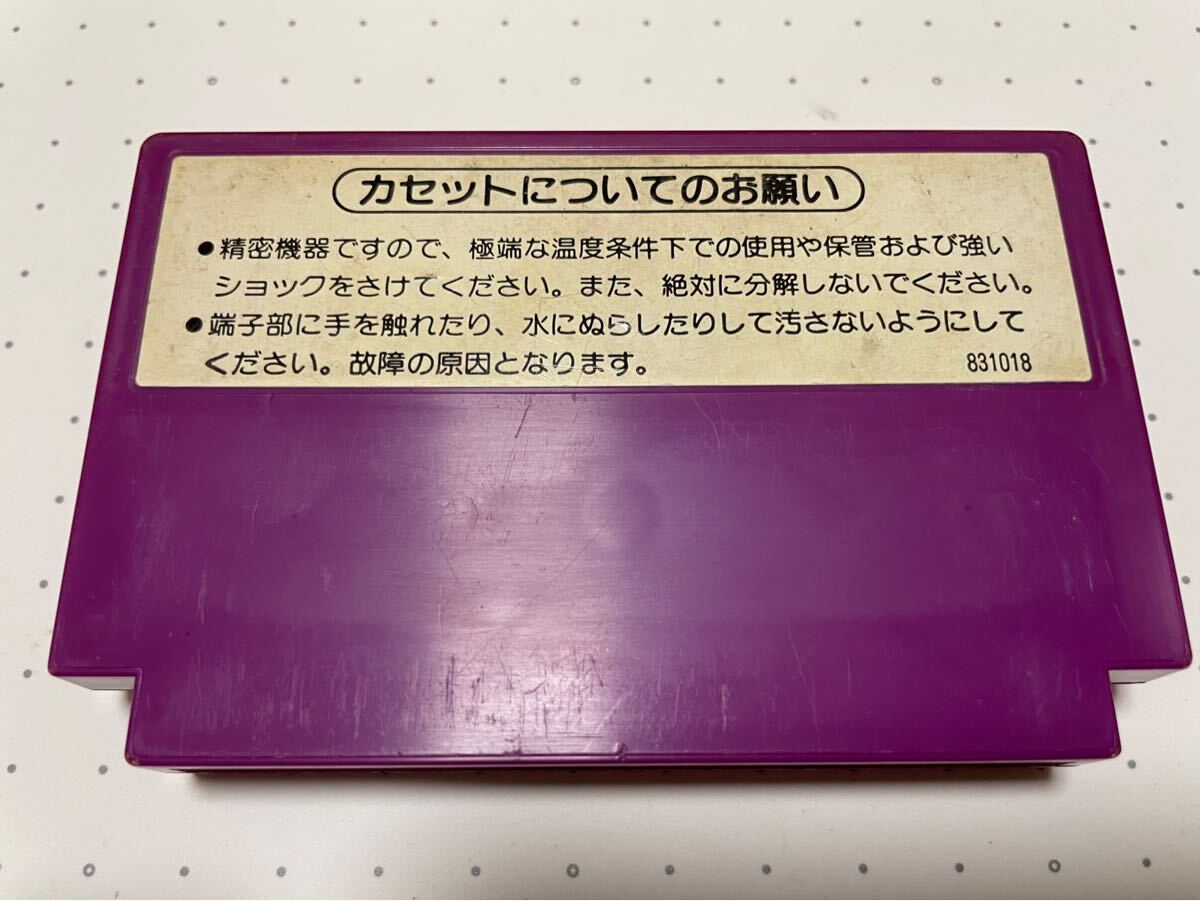 カセットについてのお願い
●精密機器ですので、極端な温度条件下での使用や保管および強い
ショックをさけてください。また、絶対に分解しないでください。
●端子部に手を触れたり、水にぬらしたりして汚さないようにして
ください。故障の原因となります。 831018